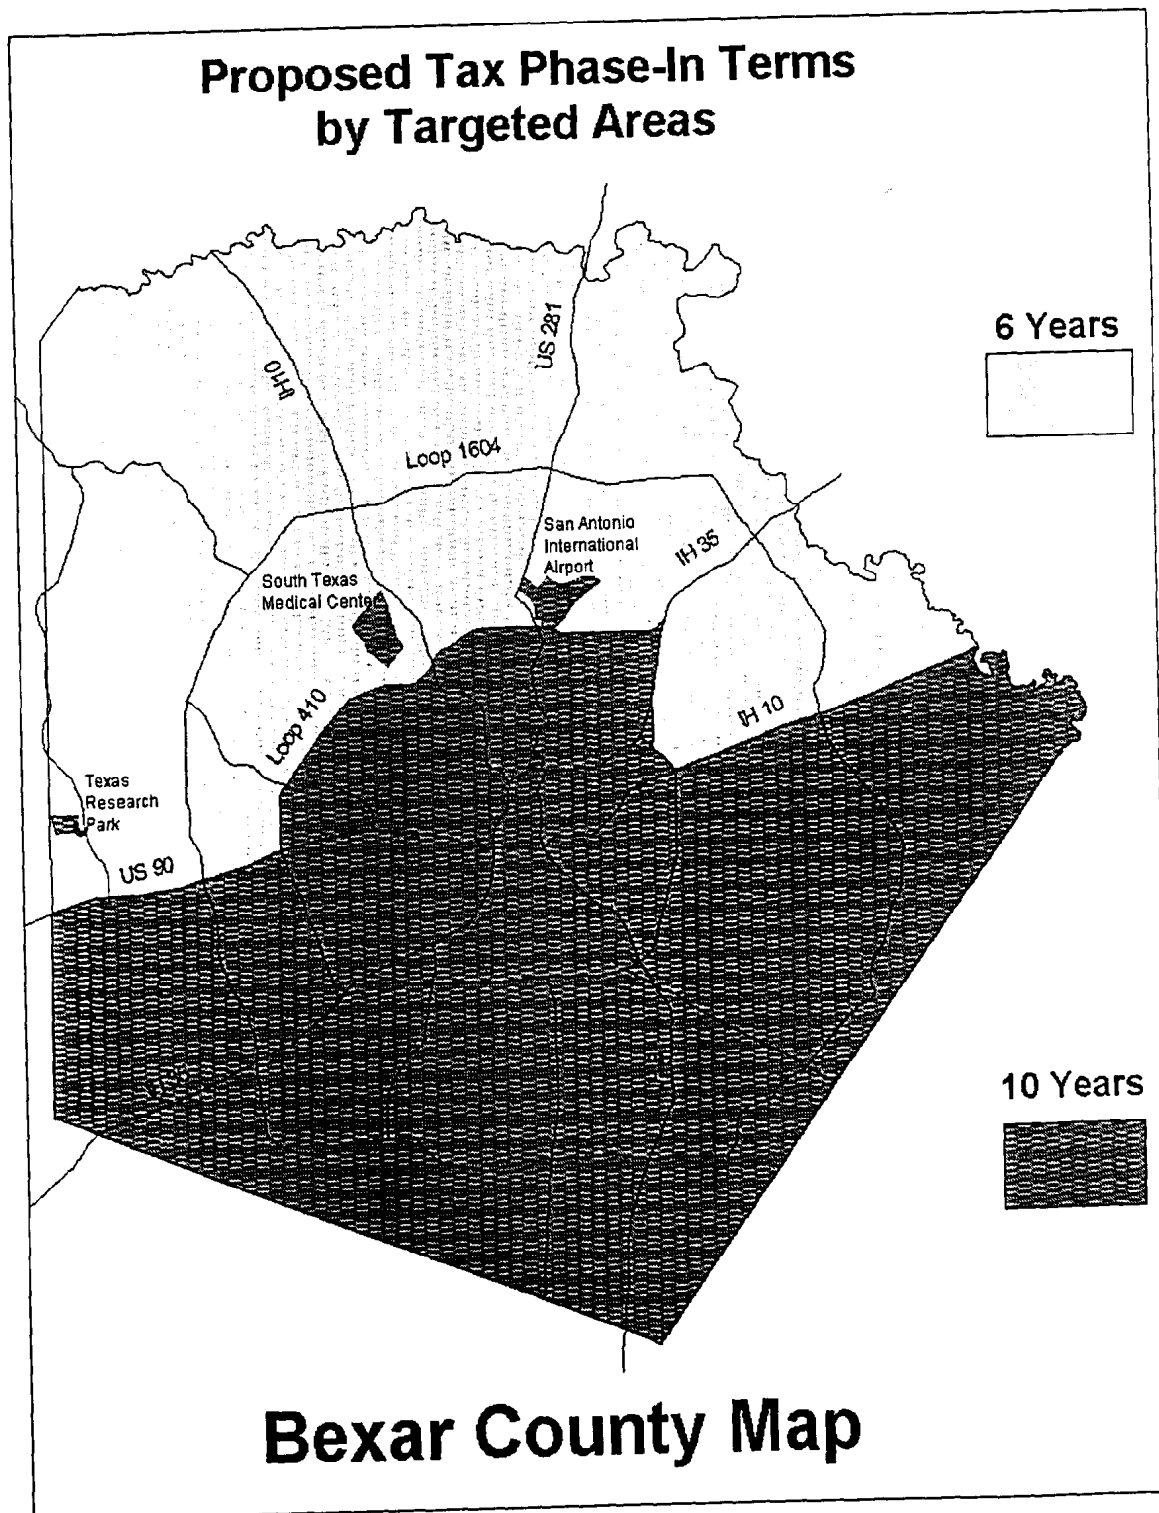 Proposed Tax Phase-In Terms
by Targeted Areas
6 Years
US 281
IH10
Loop 1604
San Antonio
International
Airport
IH 35
South Texas
Medical Center
IH 10
Loop 410
Texas
Research
Park
US 90
10 Years
Bexar County Map